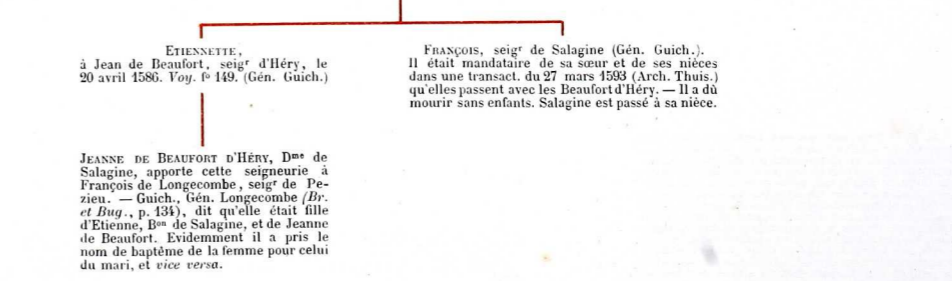 ETIENNETTE,
à Jean de Beaufort, seigʳ d'Héry, le
20 avril 1586. Voy. fº 149. (Gén. Guich.)
FRANÇOIS, seigʳ de Salagine (Gén. Guich.).
Il était mandataire de sa sœur et de ses nièces
dans une transact. du 27 mars 1593 (Arch. Thuis.)
qu'elles passent avec les Beaufort d'Héry. — Il a dû
mourir sans enfants. Salagine est passé à sa nièce.
JEANNE DE BEAUFORT D'HÉRY, Dᵐᵉ de
Salagine, apporte cette seigneurie à
François de Longecombe, seigʳ de Pe-
zieu. — Guich., Gén. Longecombe (Br.
et Bug., p. 134), dit qu'elle était fille
d'Etienne, Bᵒⁿ de Salagine, et de Jeanne
de Beaufort. Evidemment il a pris le
nom de baptême de la femme pour celui
du mari, et vice versa.